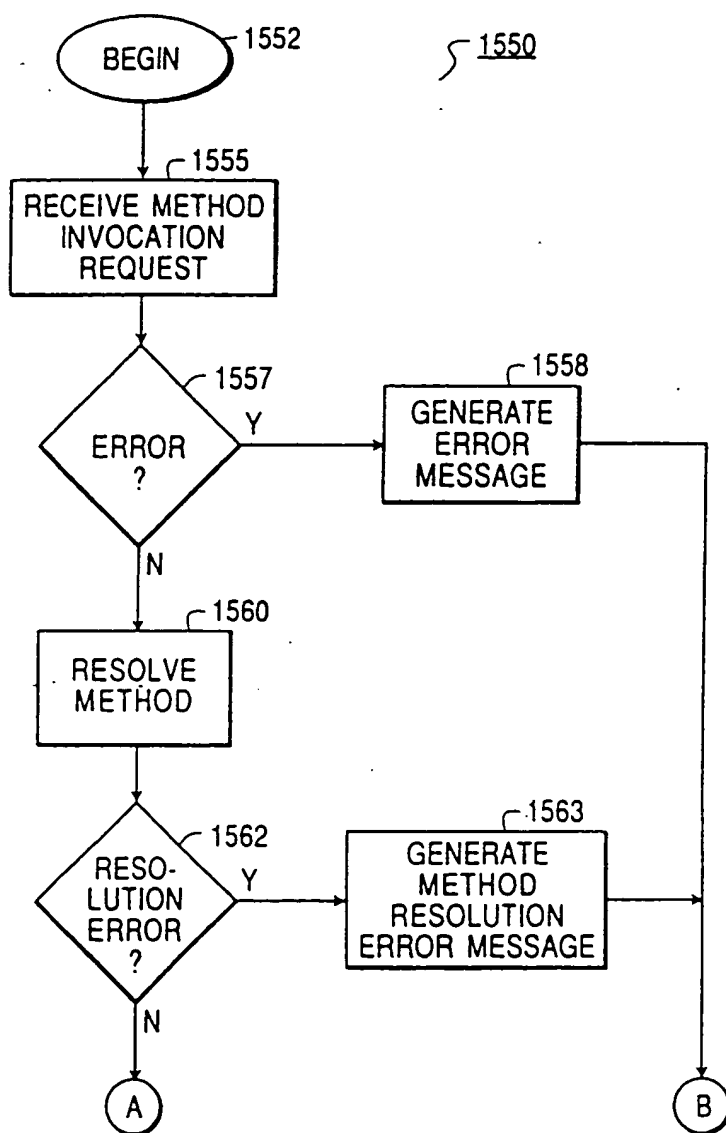 BEGIN
1552
1550
1555
RECEIVE METHOD
INVOCATION
REQUEST
1557
ERROR
?
Y
N
1558
GENERATE
ERROR
MESSAGE
1560
RESOLVE
METHOD
1562
RESO-
LUTION
ERROR
?
Y
N
1563
GENERATE
METHOD
RESOLUTION
ERROR MESSAGE
A
B